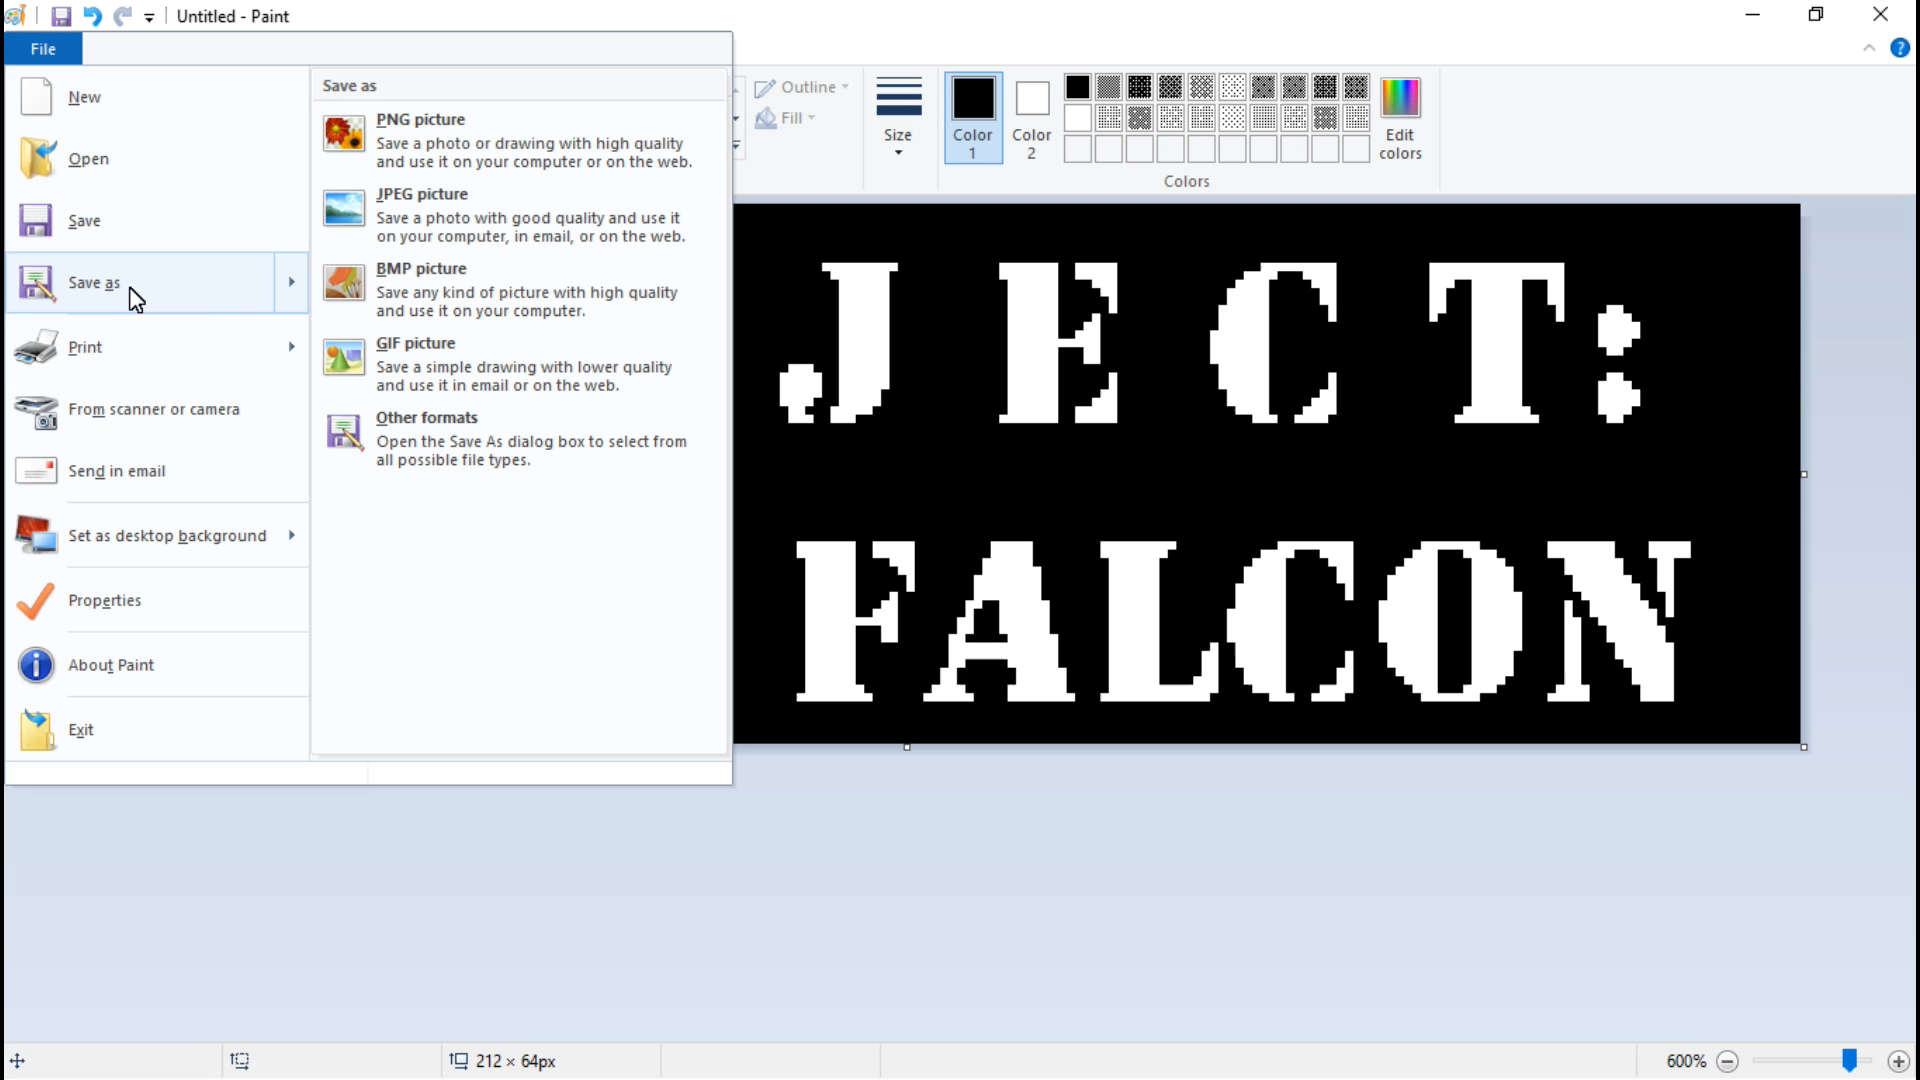 Untitled - Paint
File
New
Open
Save
Save as
Print
From scanner or camera
Send in email
Set as desktop background
Properties
About Paint
Exit
Save as
PNG picture
Save a photo or drawing with high quality
and use it on your computer or on the web.
JPEG picture
Save a photo with good quality and use it
on your computer, in email, or on the web.
BMP picture
Save any kind of picture with high quality
and use it on your computer.
GIF picture
Save a simple drawing with lower quality
and use it in email or on the web.
Other formats
Open the Save As dialog box to select from
all possible file types.
Outline
Fill
Size
Color
1
Color
2
Edit
colors
Colors
J E C T:
FALCON
212 × 64px
600%